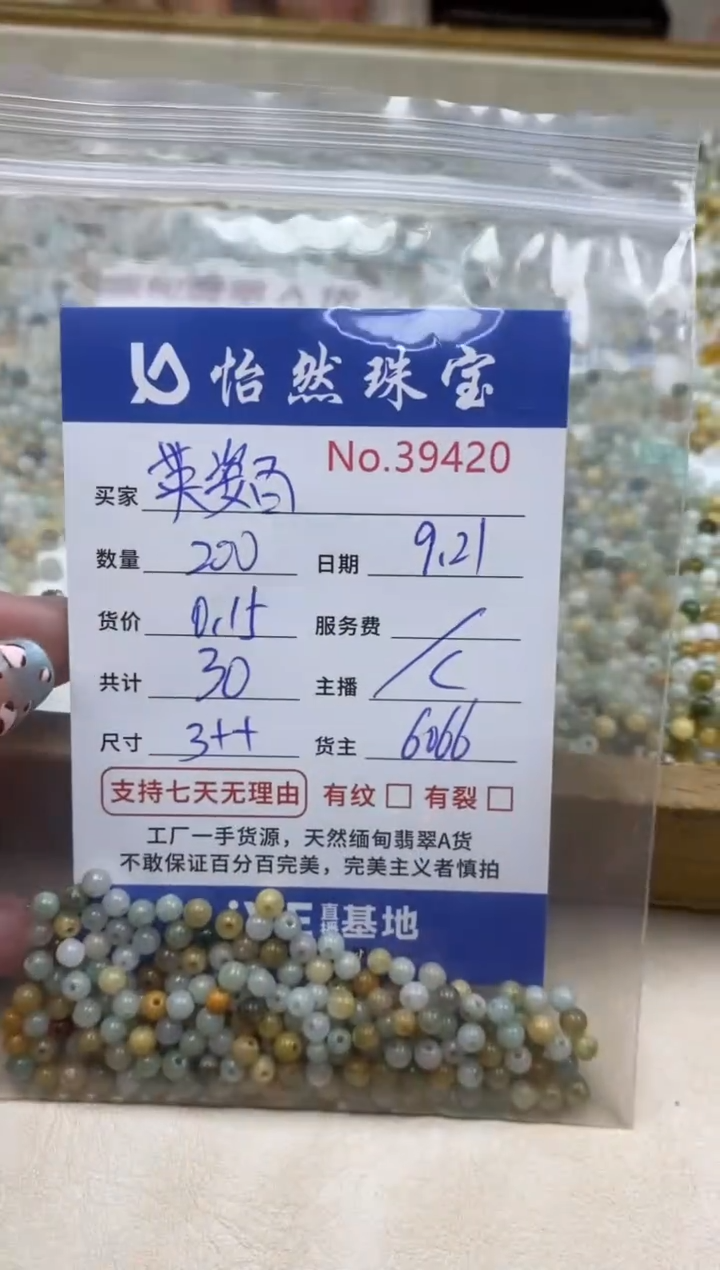 怡然珠宝
No.39420
买家 英姿
数量 200 日期 9.21
货价 0.15 服务费 /
共计 30 主播 C
尺寸 3++ 货主 6066
支持七天无理由 有纹 □ 有裂 □
工厂一手货源，天然缅甸翡翠A货
不敢保证百分百完美，完美主义者慎拍
直播基地